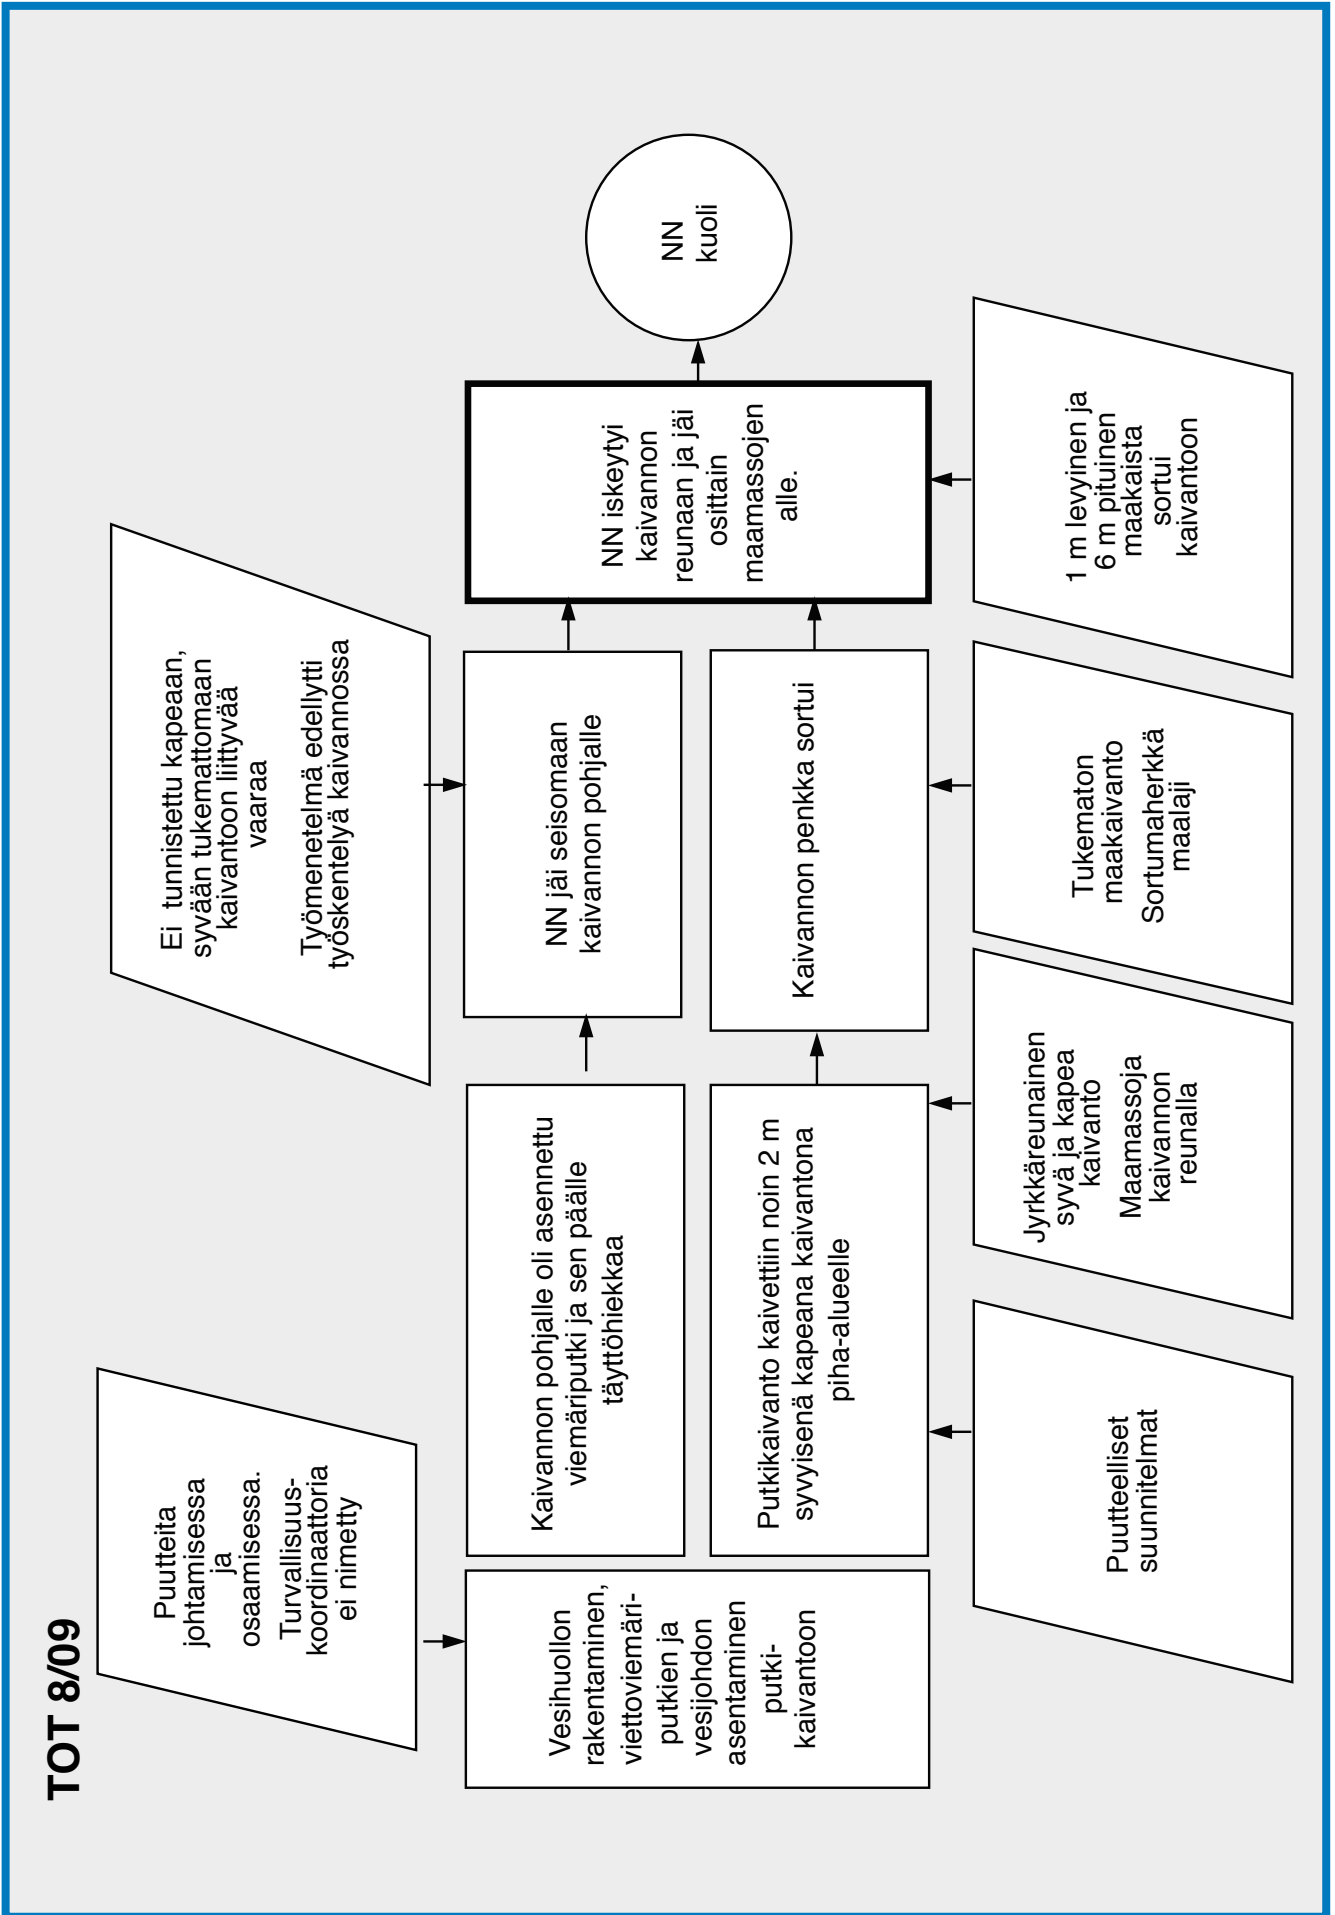 TOT 8/09
Puutteita
johtamisessa
ja
osaamisessa.
Turvallisuus-
koordinaattoria
ei nimetty
Ei tunnistettu kapeaan,
syvään tukemattomaan
kaivantoon liittyvää
vaaraa
Työmenetelmä edellytti
työskentelyä kaivannossa
Vesihuollon
rakentaminen,
viettoviemäri-
putkien ja
vesijohdon
asentaminen
putki-
kaivantoon
Kaivannon pohjalle oli asennettu
viemäriputki ja sen päälle
täyttöhiekkaa
NN jäi seisomaan
kaivannon pohjalle
Putkikaivanto kaivettiin noin 2 m
syvyisenä kapeana kaivantona
piha-alueelle
Kaivannon penkka sortui
NN iskeytyi
kaivannon
reunaan ja jäi
osittain
maamassojen
alle.
NN
kuoli
Puutteelliset
suunnitelmat
Jyrkkäreunainen
syvä ja kapea
kaivanto
Maamassoja
kaivannon
reunalla
Tukematon
maakaivanto
Sortumaherkkä
maalaji
1 m levyinen ja
6 m pituinen
maakaista
sortui
kaivantoon